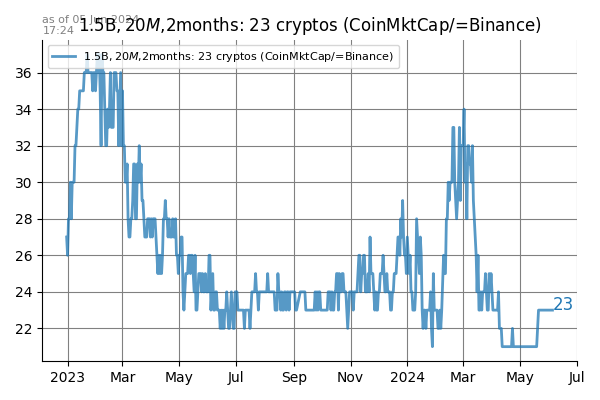 as of 05 Jun 2024
17:24
1.5B, 20M,2months: 23 cryptos (CoinMktCap/=Binance)
1.5B, 20M,2months: 23 cryptos (CoinMktCap/=Binance)
36
34
32
30
28
26
24
22
23
2023 Mar May Jul Sep Nov 2024 Mar May Jul